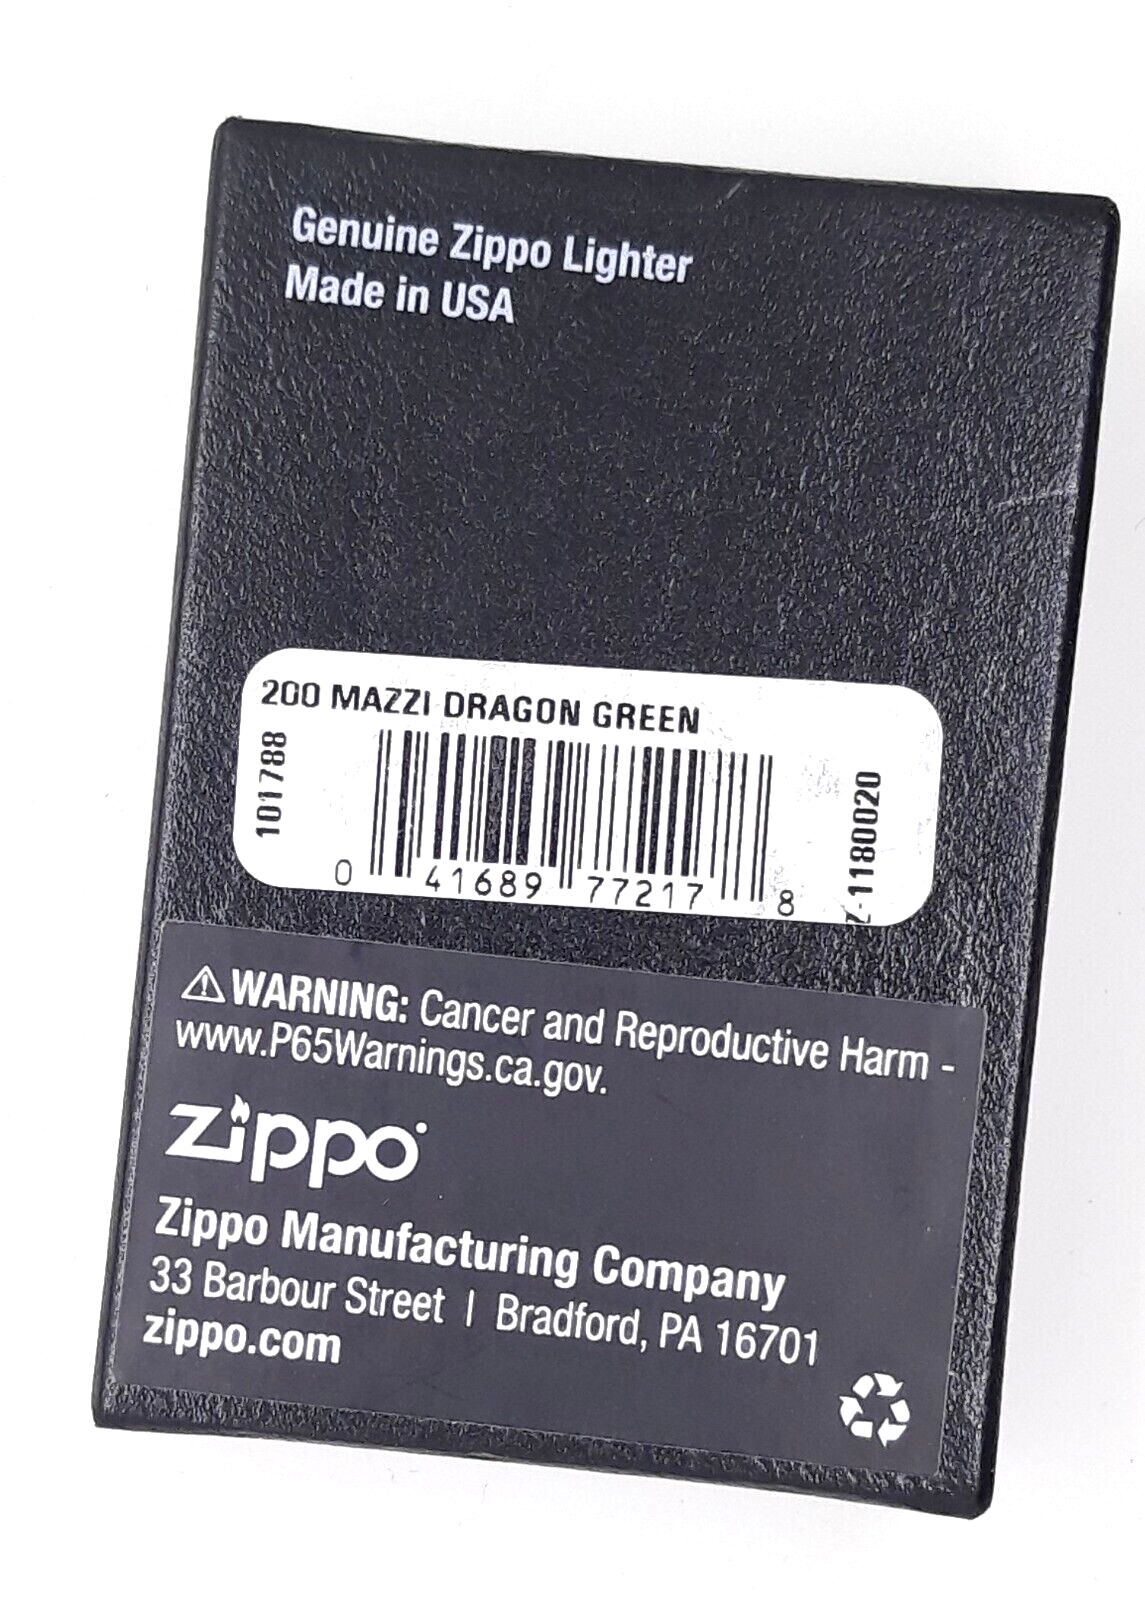 Genuine Zippo Lighter
Made in USA
200 MAZZI DRAGON GREEN
101788
0 41689 77217 8
Z-1180020
⚠WARNING: Cancer and Reproductive Harm -
www.P65Warnings.ca.gov.
zippo
Zippo Manufacturing Company
33 Barbour Street | Bradford, PA 16701
zippo.com